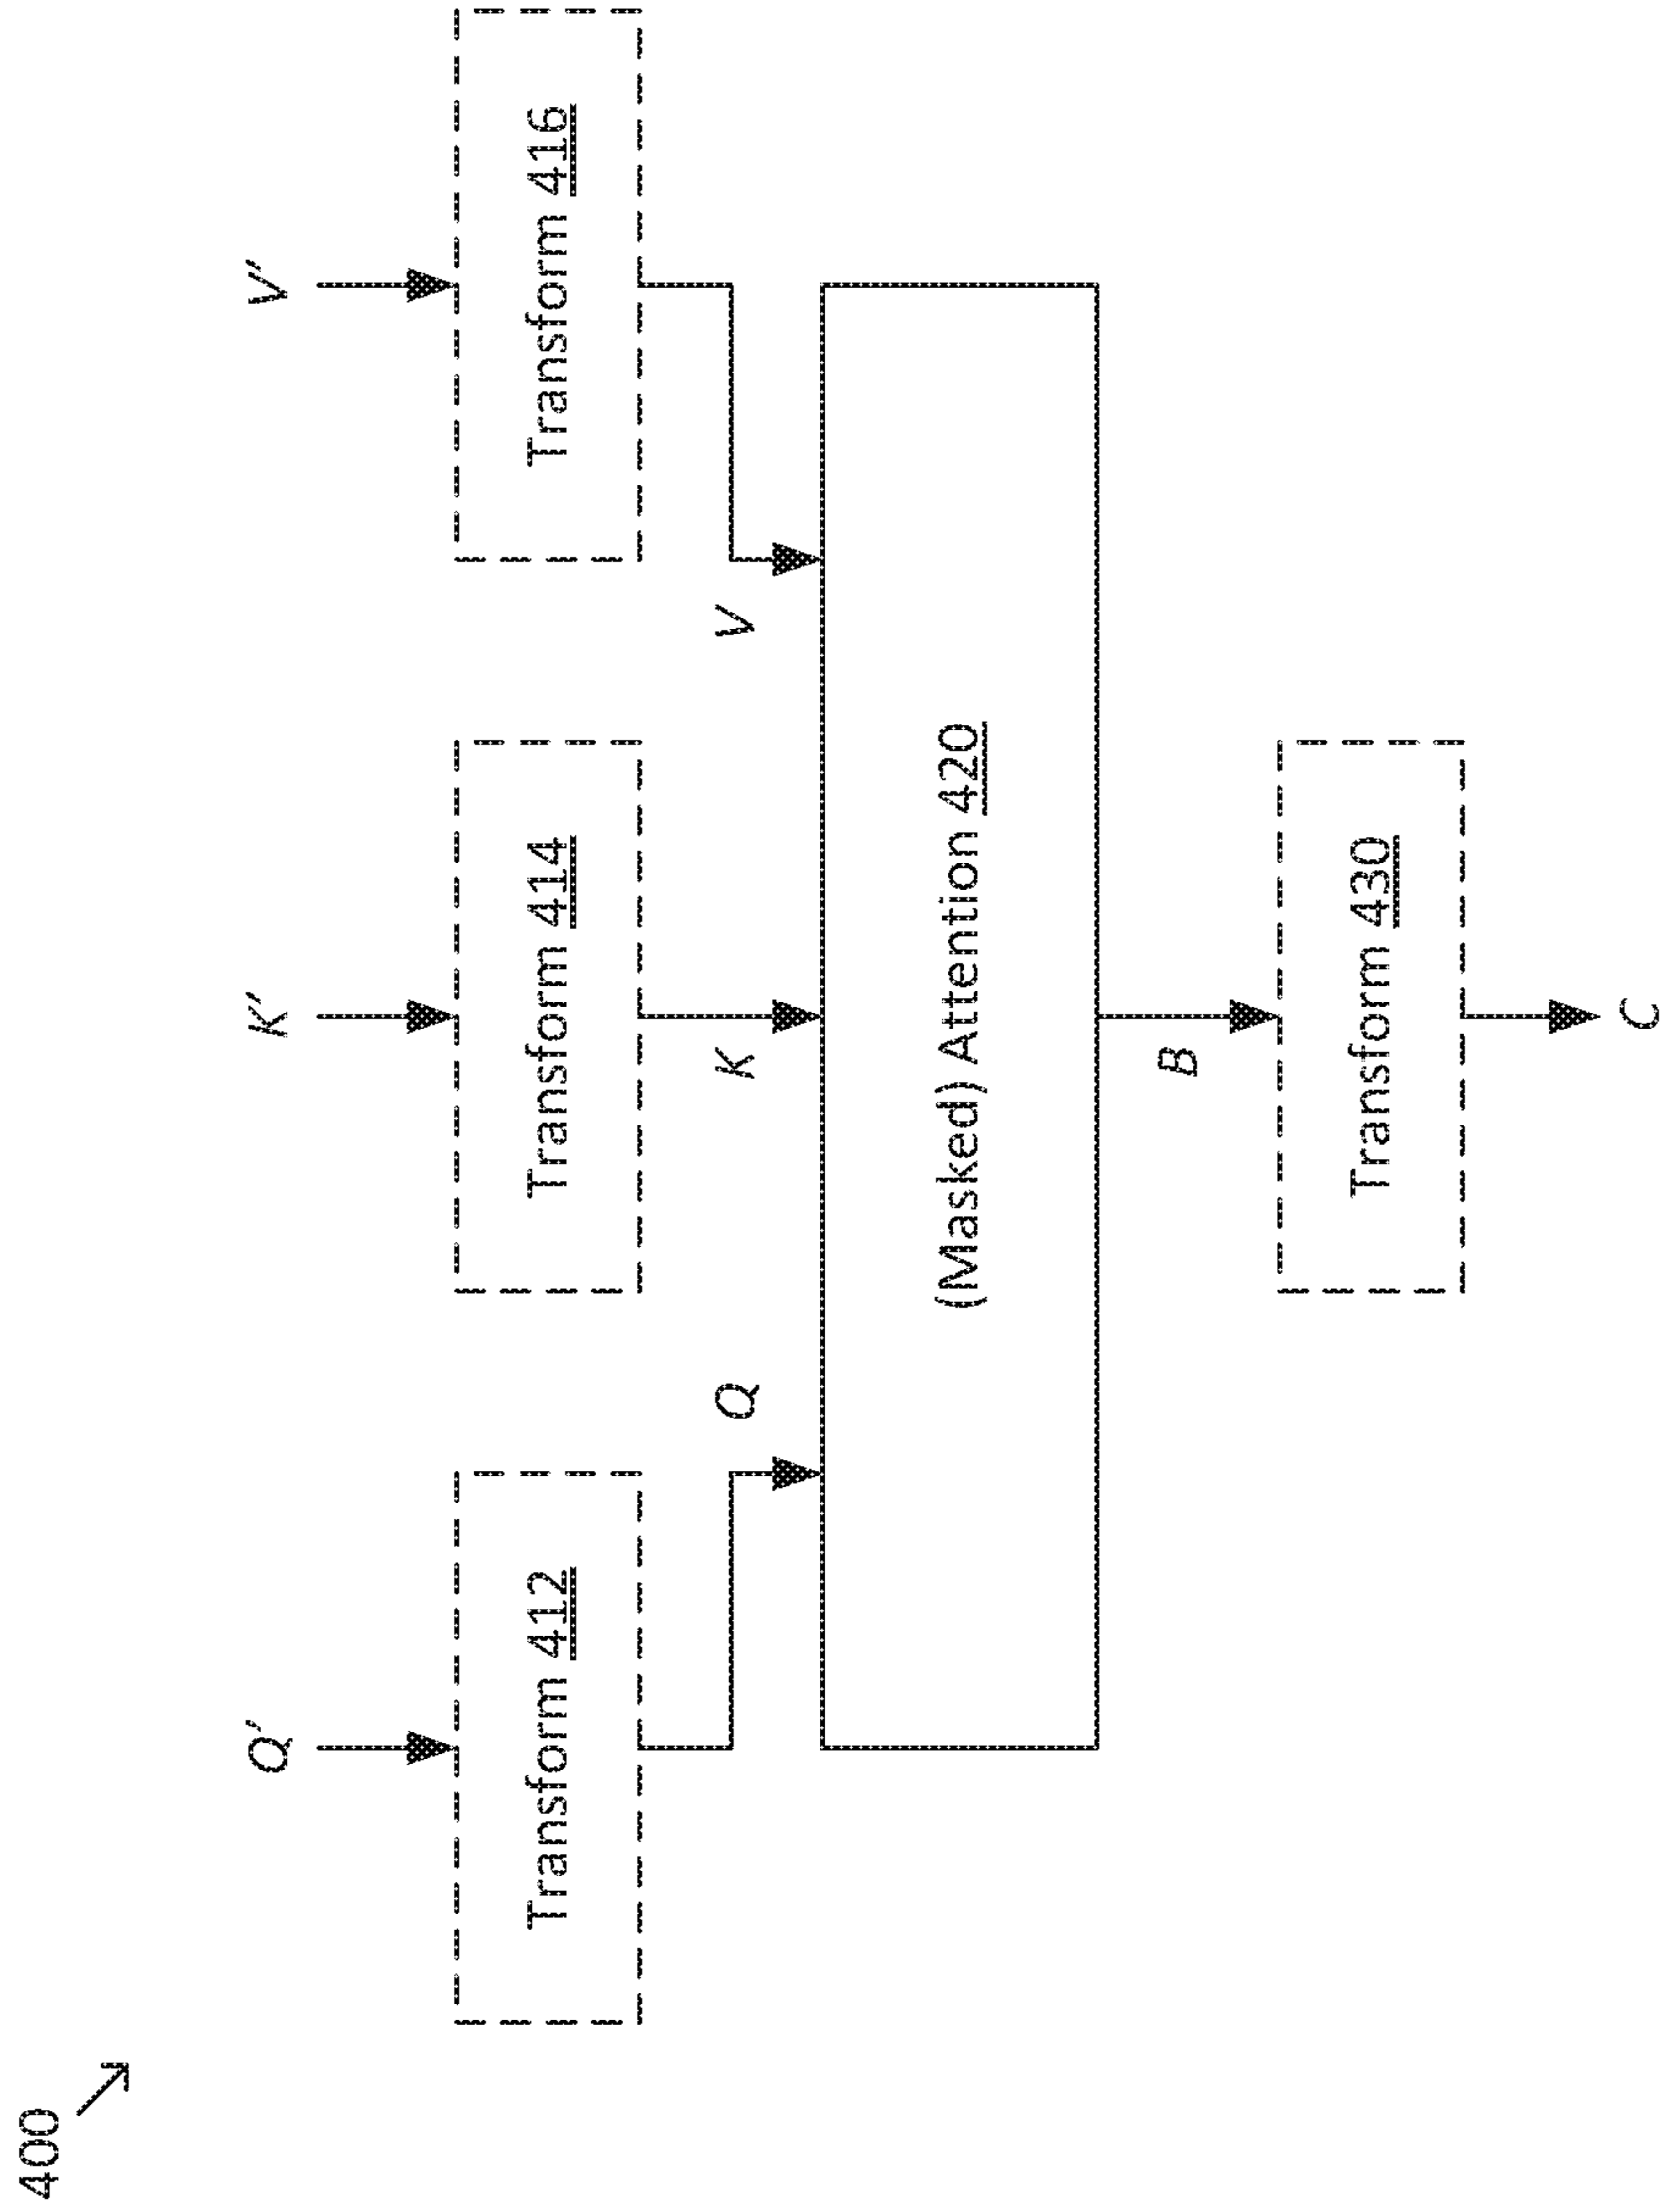 400
Q'
K'
V'
Transform 412
Transform 414
Transform 416
Q
K
V
(Masked) Attention 420
B
Transform 430
C